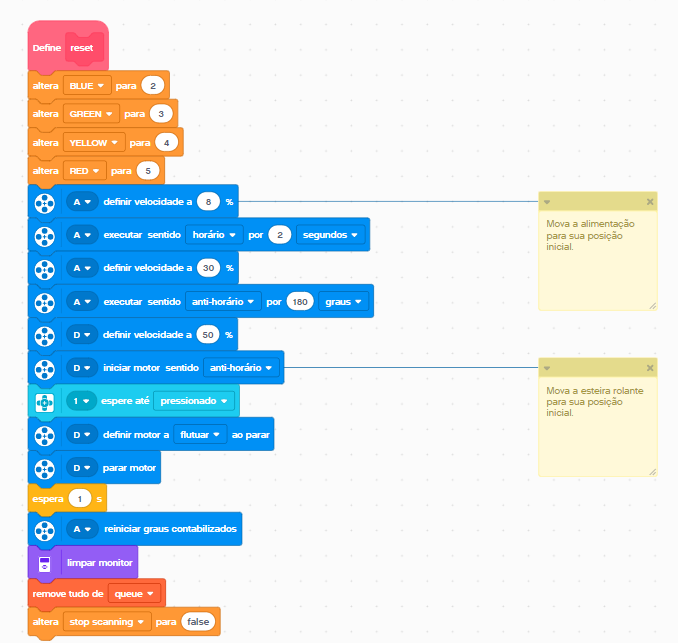 Define reset
altera BLUE para 2
altera GREEN para 3
altera YELLOW para 4
altera RED para 5
A definir velocidade a 8 %
Mova a alimentação
para sua posição
inicial.
A executar sentido horário por 2 segundos
A definir velocidade a 30 %
A executar sentido anti-horário por 180 graus
D definir velocidade a 50 %
D iniciar motor sentido anti-horário
Mova a esteira rolante
para sua posição
inicial.
1 espere até pressionado
D definir motor a flutuar ao parar
D parar motor
espera 1 s
A reiniciar graus contabilizados
limpar monitor
remove tudo de queue
altera stop scanning para false